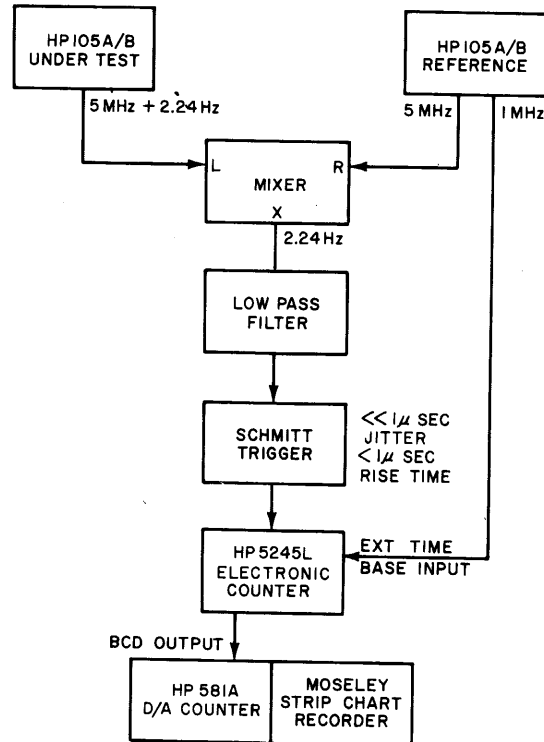 HP105A/B
UNDER TEST
HP105A/B
REFERENCE
5 MHz + 2.24 Hz
5 MHz
1 MHz
L
R
MIXER
X
2.24 Hz
LOW PASS
FILTER
SCHMITT
TRIGGER
<< 1μ SEC
JITTER
< 1μ SEC
RISE TIME
HP 5245L
ELECTRONIC
COUNTER
EXT TIME
BASE INPUT
BCD OUTPUT
HP 581A
D/A COUNTER
MOSELEY
STRIP CHART
RECORDER